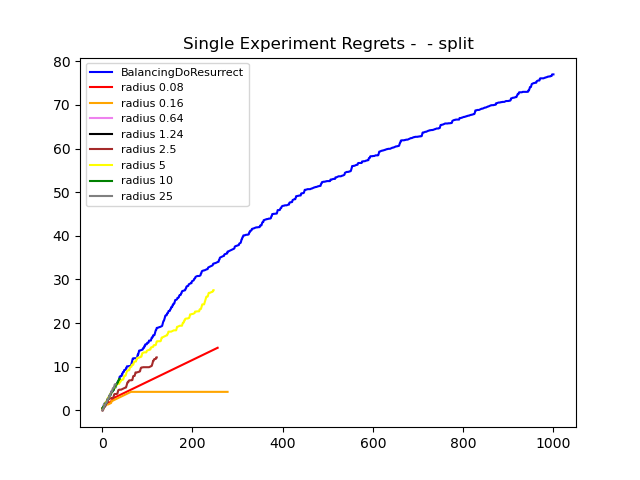 Single Experiment Regrets -  - split
80
70
60
50
40
30
20
10
0
BalancingDoResurrect
radius 0.08
radius 0.16
radius 0.64
radius 1.24
radius 2.5
radius 5
radius 10
radius 25
0 200 400 600 800 1000